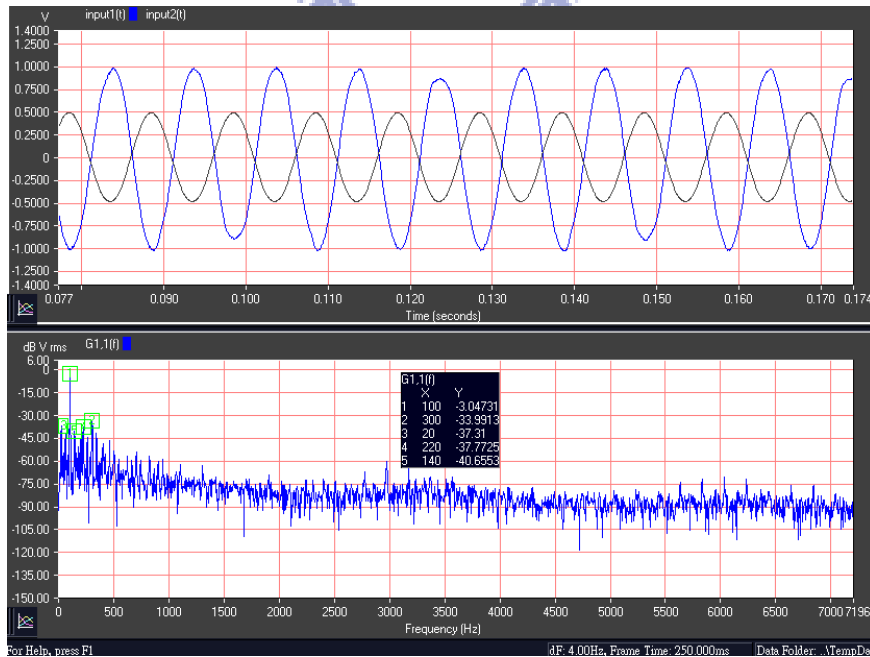 V input1(t) input2(t)
1.4000
1.2500
1.0000
0.7500
0.5000
0.2500
0
-0.2500
-0.5000
-0.7500
-1.0000
-1.2500
-1.4000
0.077 0.090 0.100 0.110 0.120 0.130 0.140 0.150 0.160 0.170 0.174
Time (seconds)
dB V rms G1,1(f)
6.00
0
-15.00
-30.00
-45.00
-60.00
-75.00
-90.00
-105.00
-120.00
-135.00
-150.00
G1,1(f)
X Y
1 100 -3.04731
2 300 -33.9913
3 20 -37.31
4 220 -37.7725
5 140 -40.6553
0 500 1000 1500 2000 2500 3000 3500 4000 4500 5000 5500 6000 6500 7000 7196
Frequency (Hz)
For Help, press F1 dF: 4.00Hz, Frame Time: 250.000ms Data Folder: ..\TempDa